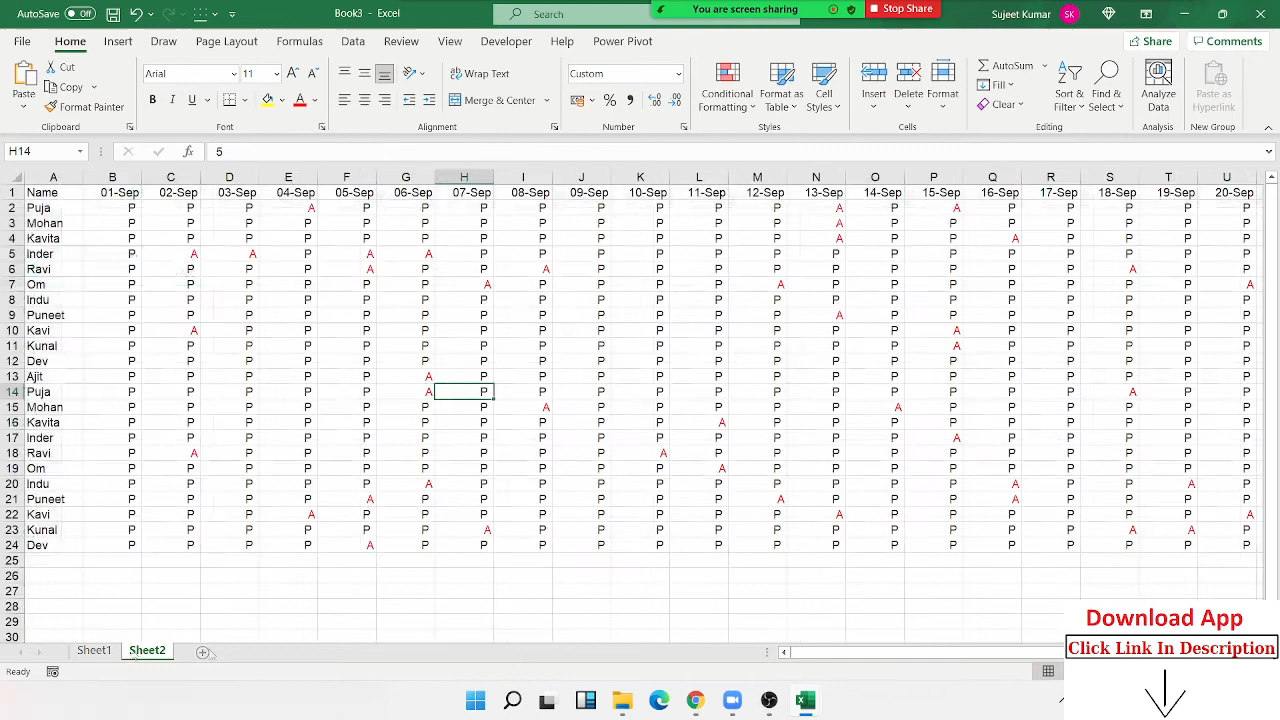 AutoSave Off Book3 - Excel Search You are screen sharing Stop Share Sujeet Kumar SK
File Home Insert Draw Page Layout Formulas Data Review View Developer Help Power Pivot Share Comments
Paste Cut Copy Format Painter Clipboard
Arial 11 B I U A Font
Wrap Text Merge & Center Alignment
Custom % Number
Conditional Formatting Format as Table Cell Styles Styles
Insert Delete Format Cells
AutoSum Fill Clear Sort & Filter Find & Select Editing
Analyze Data Analysis
Paste as Hyperlink New Group
H14 fx 5
A B C D E F G H I J K L M N O P Q R S T U
1 Name 01-Sep 02-Sep 03-Sep 04-Sep 05-Sep 06-Sep 07-Sep 08-Sep 09-Sep 10-Sep 11-Sep 12-Sep 13-Sep 14-Sep 15-Sep 16-Sep 17-Sep 18-Sep 19-Sep 20-Sep
2 Puja P P P A P P P P P P P P A P A P P P P P
3 Mohan P P P P P P P P P P P P A P P P P P P P
4 Kavita P P P P P P P P P P P P A P P A P P P P
5 Inder P A A P A A P P P P P P P P P P P P P P
6 Ravi P P P P A P P A P P P P P P P P P A P P
7 Om P P P P P P A P P P P A P P P P P P P A
8 Indu P P P P P P P P P P P P P P P P P P P P
9 Puneet P P P P P P P P P P P P A P P P P P P P
10 Kavi P A P P P P P P P P P P P P A P P P P P
11 Kunal P P P P P P P P P P P P P P A P P P P P
12 Dev P P P P P P P P P P P P P P P P P P P P
13 Ajit P P P P P A P P P P P P P P P P P P P P
14 Puja P P P P P A P P P P P P P P P P P A P P
15 Mohan P P P P P P P A P P P P P A P P P P P P
16 Kavita P P P P P P P P P P A P P P P P P P P P
17 Inder P P P P P P P P P P P P P P A P P P P P
18 Ravi P A P P P P P P P A P P P P P P P P P P
19 Om P P P P P P P P P P A P P P P P P P P P
20 Indu P P P P P A P P P P P P P P P A P P A P
21 Puneet P P P P A P P P P P P A P P P A P P P P
22 Kavi P P P A P P P P P P P P A P P P P P P A
23 Kunal P P P P P P A P P P P P P P P P P A A P
24 Dev P P P P A P P P P P P P P P P P P P P P
25
26
27
28
29
30
Download App
Click Link In Description
Sheet1 Sheet2
Ready